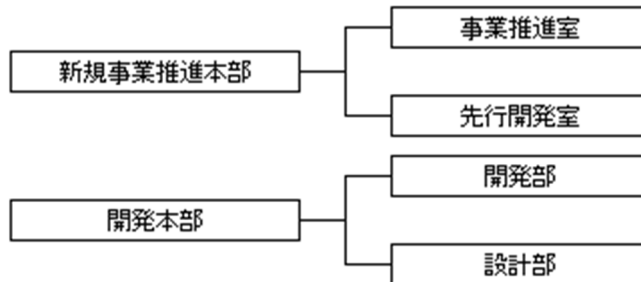 新規事業推進本部
事業推進室
先行開発室
開発本部
開発部
設計部